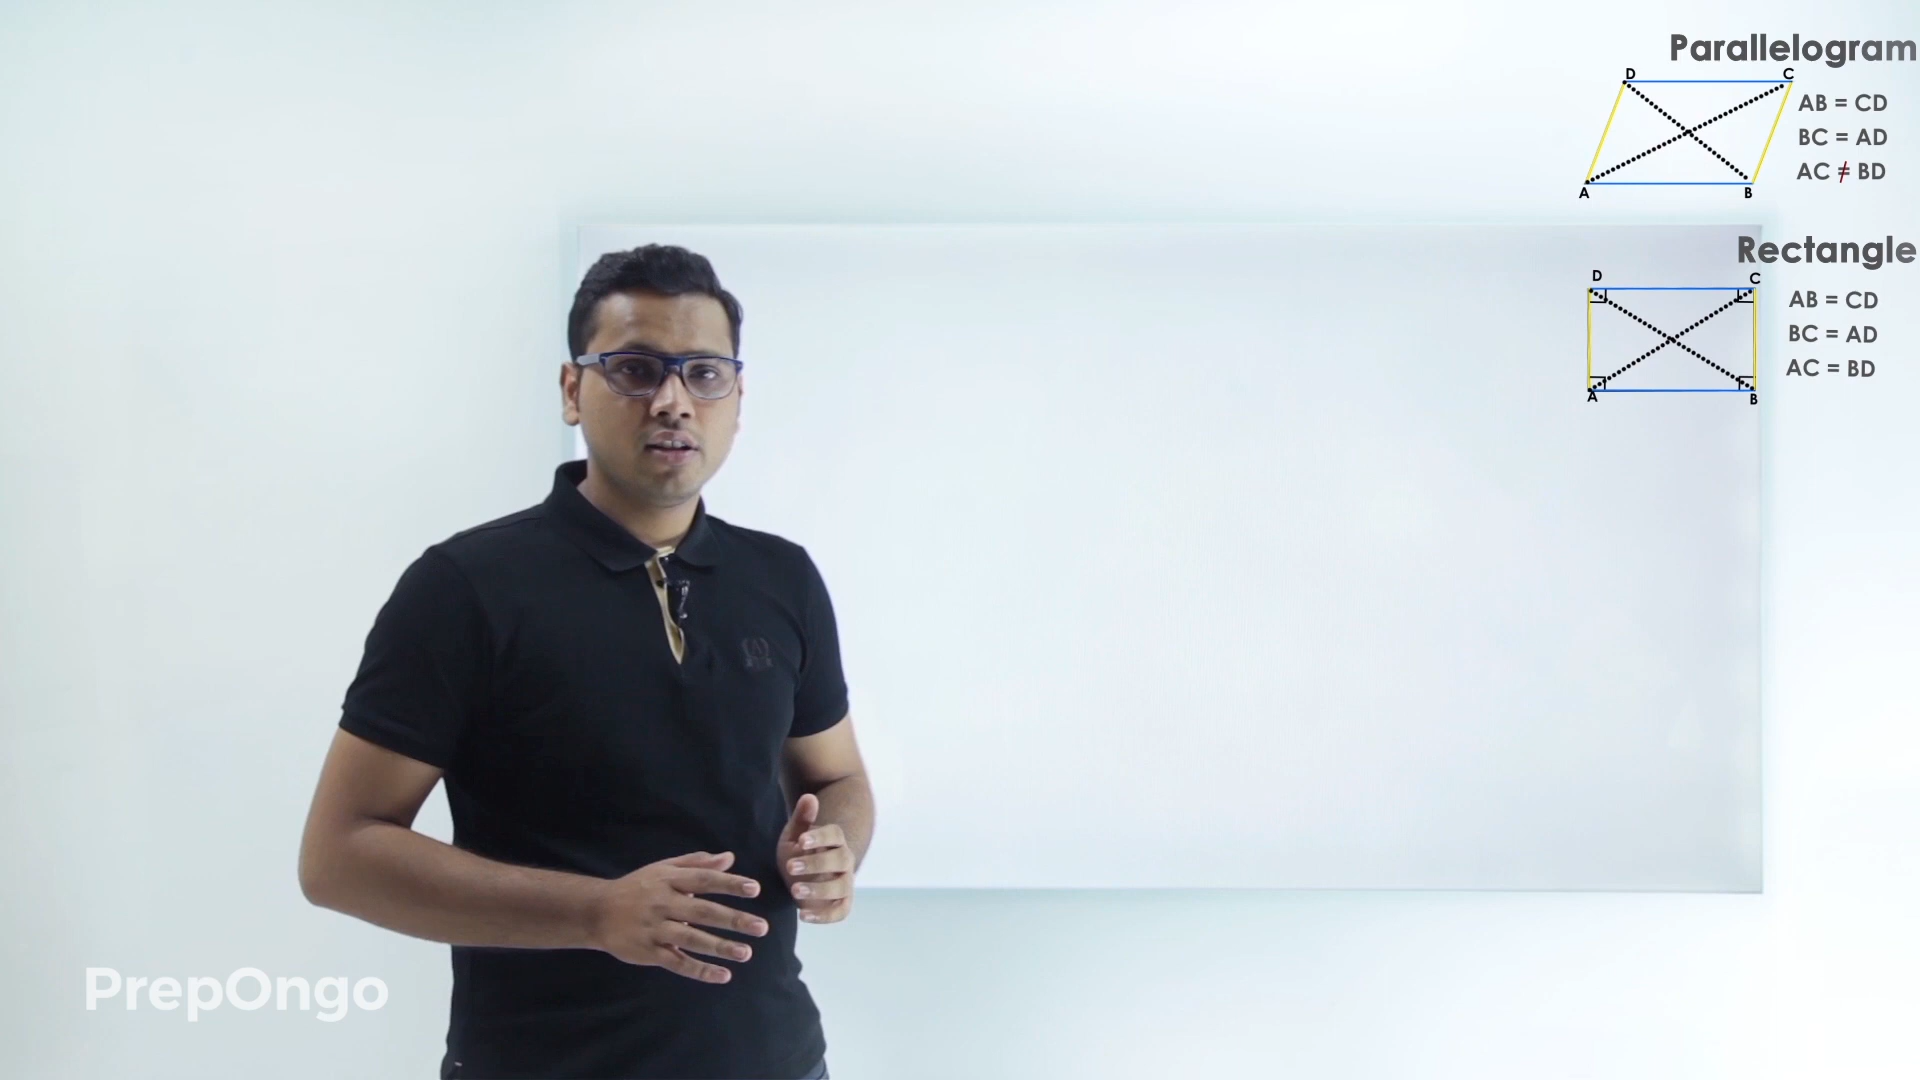 Parallelogram
D C
AB = CD
BC = AD
AC ≠ BD
A B
Rectangle
D C
AB = CD
BC = AD
AC = BD
A B
PrepOngo